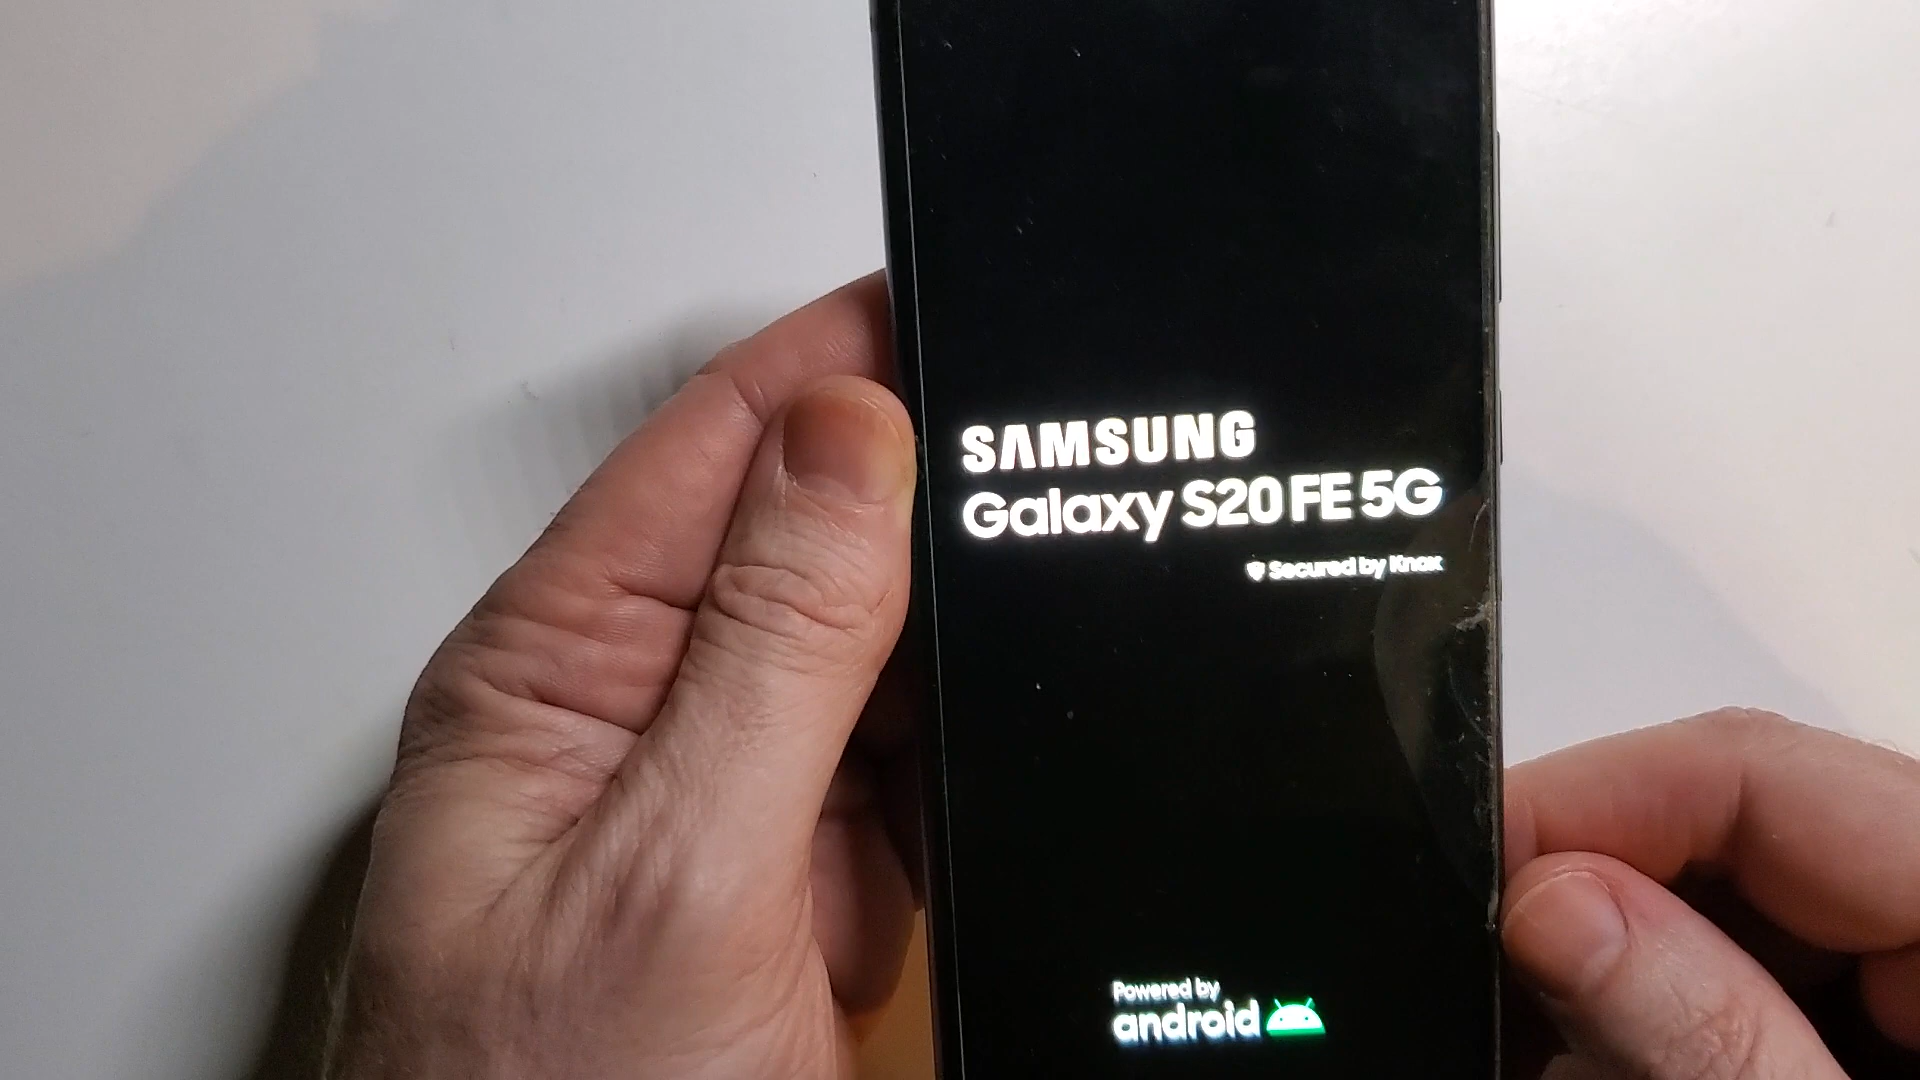 SAMSUNG
Galaxy S20 FE 5G
Secured by Knox
Powered by
android